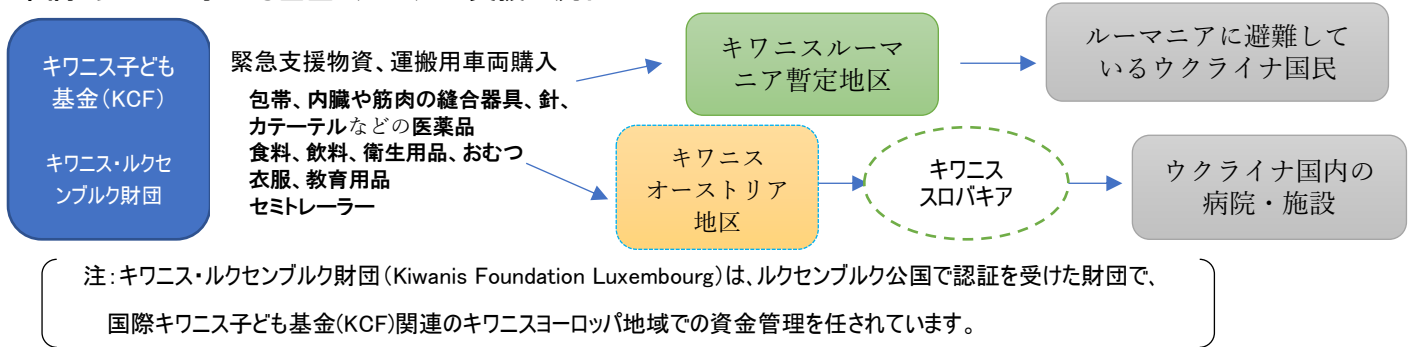 キワニス子ども
基金（KCF）
キワニス・ルクセ
ンブルク財団
緊急支援物資、運搬用車両購入
包帯、内臓や筋肉の縫合器具、針、
カテーテルなどの医薬品
食料、飲料、衛生用品、おむつ
衣服、教育用品
セミトレーラー
キワニスルーマ
ニア暫定地区
ルーマニアに避難して
いるウクライナ国民
キワニス
オーストリア
地区
キワニス
スロバキア
ウクライナ国内の
病院・施設
注：キワニス・ルクセンブルク財団（Kiwanis Foundation Luxembourg）は、ルクセンブルク公国で認証を受けた財団で、
国際キワニス子ども基金(KCF)関連のキワニスヨーロッパ地域での資金管理を任されています。